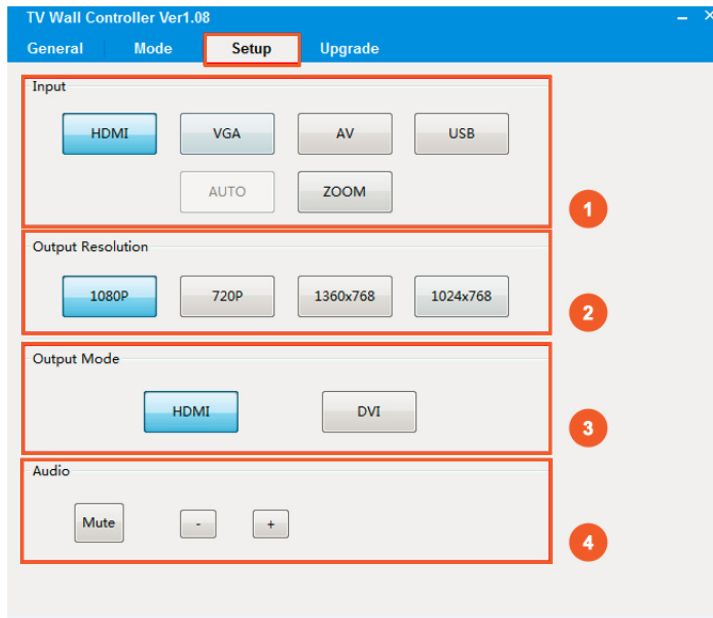 TV Wall Controller Ver1.08
General Mode Setup Upgrade
Input
HDMI VGA AV USB
AUTO ZOOM
1
Output Resolution
1080P 720P 1360x768 1024x768
2
Output Mode
HDMI DVI
3
Audio
Mute - +
4